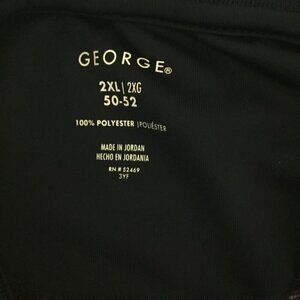 GEORGE®
2XL | 2XG
50-52
100% POLYESTER | POLIÉSTER
MADE IN JORDAN
HECHO EN JORDANIA
RN # 52469
3YF